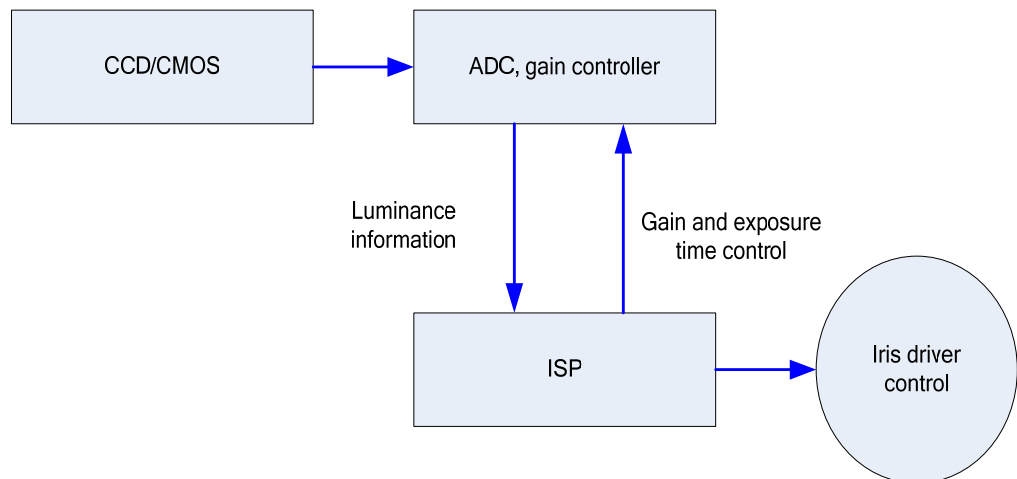 CCD/CMOS
ADC, gain controller
Luminance
information
Gain and exposure
time control
ISP
Iris driver
control